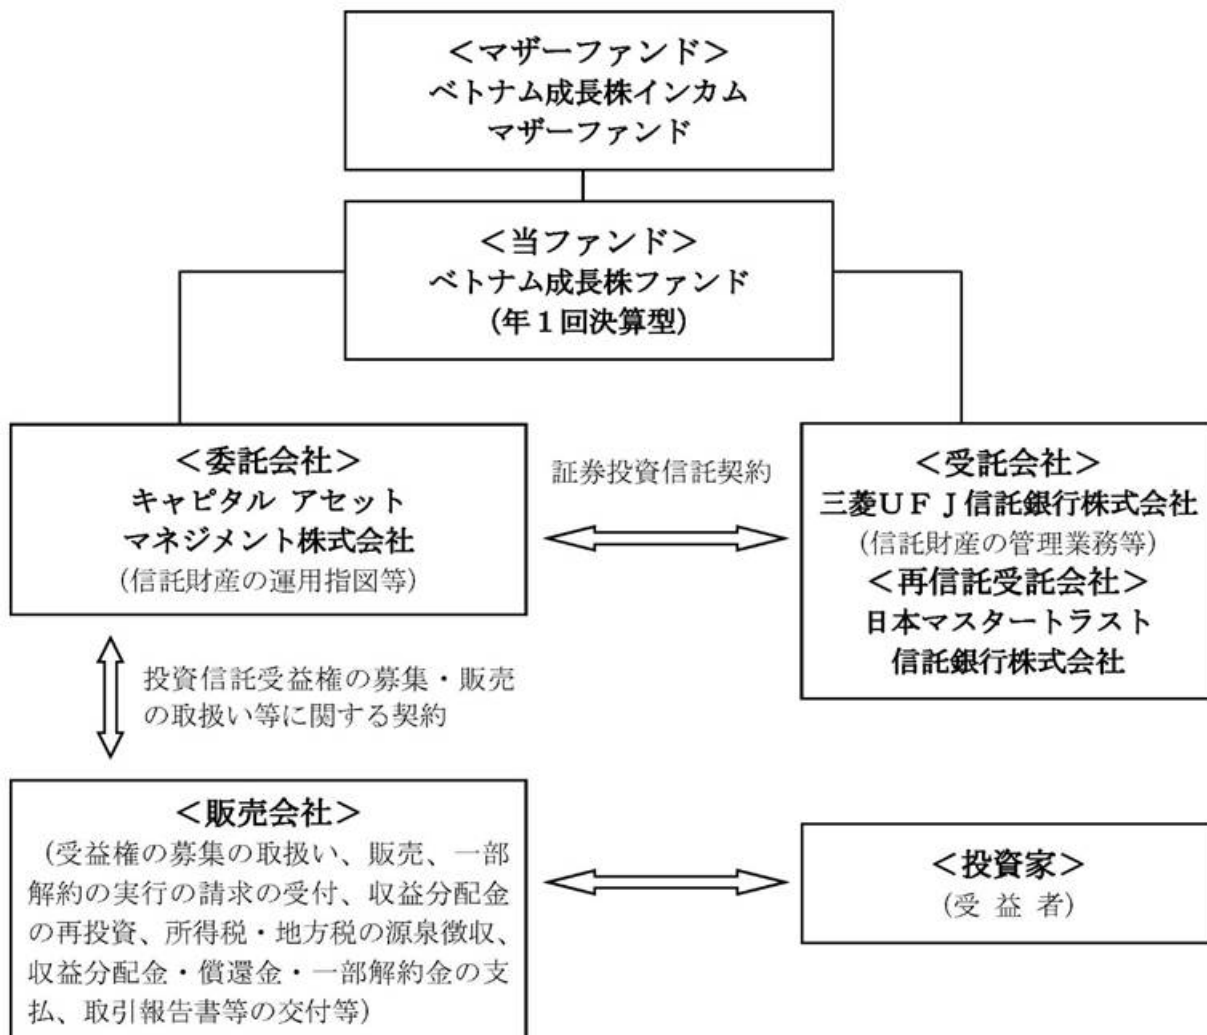 ＜マザーファンド＞
ベトナム成長株インカム
マザーファンド
＜当ファンド＞
ベトナム成長株ファンド
（年１回決算型）
＜委託会社＞
キャピタル アセット
マネジメント株式会社
（信託財産の運用指図等）
証券投資信託契約
＜受託会社＞
三菱ＵＦＪ信託銀行株式会社
（信託財産の管理業務等）
＜再信託受託会社＞
日本マスタートラスト
信託銀行株式会社
投資信託受益権の募集・販売
の取扱い等に関する契約
＜販売会社＞
（受益権の募集の取扱い、販売、一部
解約の実行の請求の受付、収益分配金
の再投資、所得税・地方税の源泉徴収、
収益分配金・償還金・一部解約金の支
払、取引報告書等の交付等）
＜投資家＞
（受 益 者）